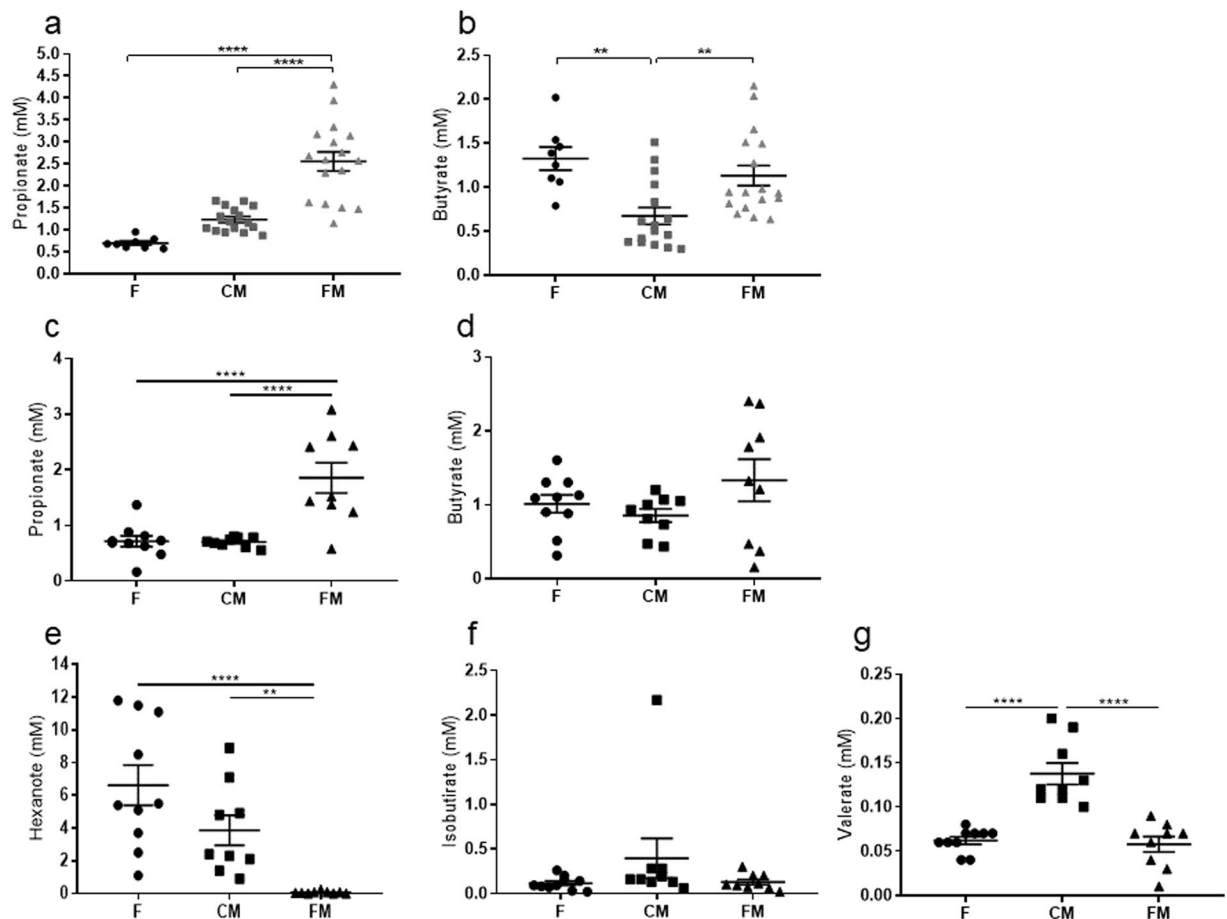 a
****
****
Propionate (mM)
5.0
4.5
4.0
3.5
3.0
2.5
2.0
1.5
1.0
0.5
0.0
F CM FM
b
** **
Butyrate (mM)
2.5
2.0
1.5
1.0
0.5
0.0
F CM FM
c
****
****
Propionate (mM)
4
3
2
1
0
F CM FM
d
Butyrate (mM)
3
2
1
0
F CM FM
e
****
**
Hexanote (mM)
14
12
10
8
6
4
2
0
F CM FM
f
Isobutirate (mM)
2.5
2.0
1.5
1.0
0.5
0.0
F CM FM
g
**** ****
Valerate (mM)
0.25
0.20
0.15
0.10
0.05
0.00
F CM FM